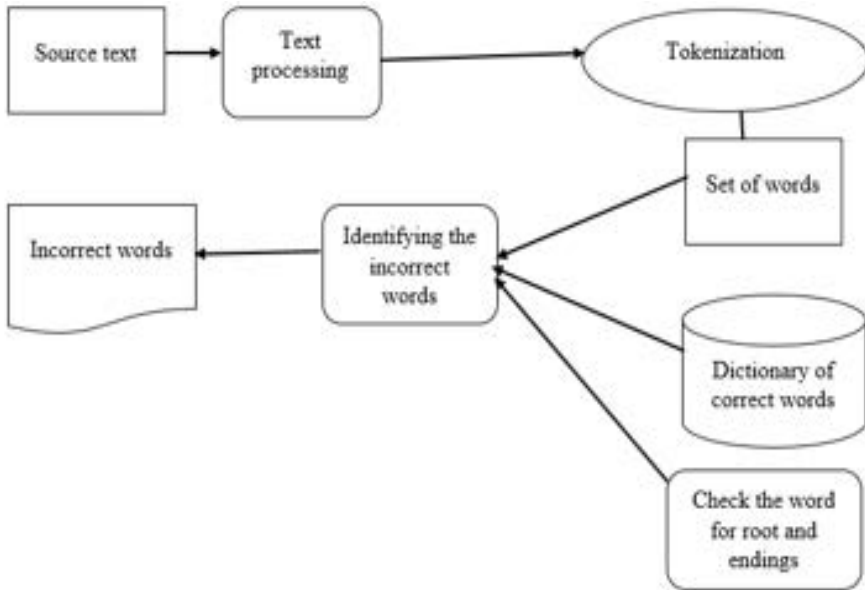 Source text
Text
processing
Tokenization
Set of words
Identifying the
incorrect
words
Incorrect words
Dictionary of
correct words
Check the word
for root and
endings